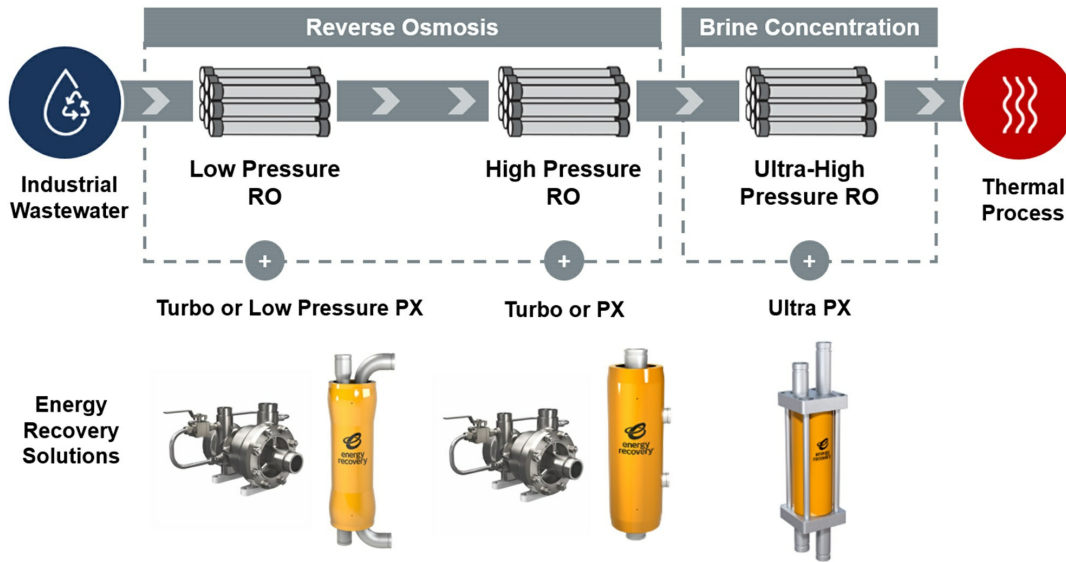 Reverse Osmosis
Brine Concentration
Industrial
Wastewater
Low Pressure
RO
High Pressure
RO
Ultra-High
Pressure RO
Thermal
Process
+
+
+
Turbo or Low Pressure PX
Turbo or PX
Ultra PX
Energy
Recovery
Solutions
energy
recovery
energy
recovery
energy
recovery